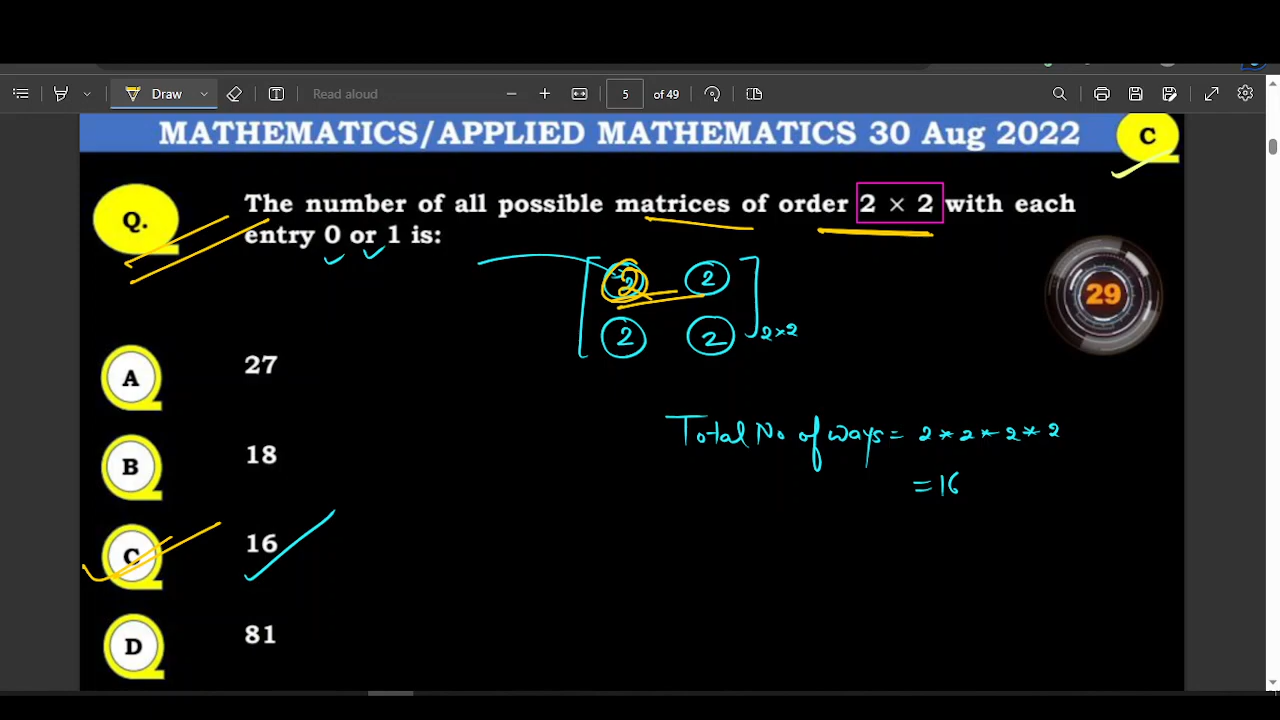 Draw
Read aloud
5 of 49
MATHEMATICS/APPLIED MATHEMATICS 30 Aug 2022
C
Q.
The number of all possible matrices of order 2 × 2 with each
entry 0 or 1 is:
2 2
2 2
2×2
29
A 27
Total No of ways = 2 * 2 * 2 * 2
B 18
= 16
C 16
D 81